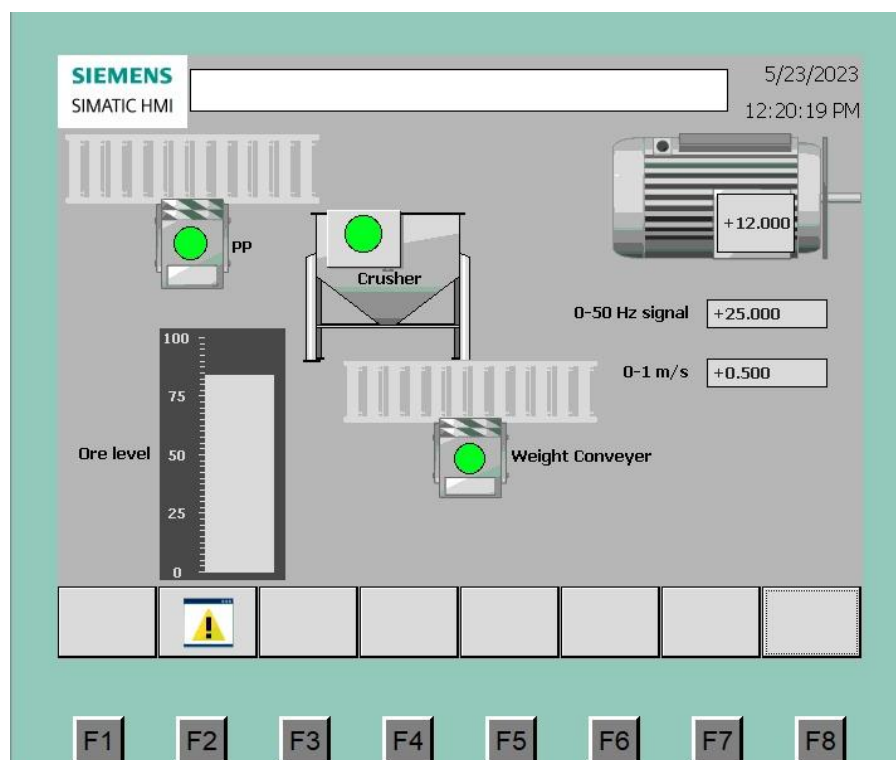 SIEMENS
SIMATIC HMI
5/23/2023
12:20:19 PM
+12.000
PP
Crusher
0-50 Hz signal
+25.000
0-1 m/s
+0.500
100
75
Ore level
50
25
0
Weight Conveyer
F1
F2
F3
F4
F5
F6
F7
F8